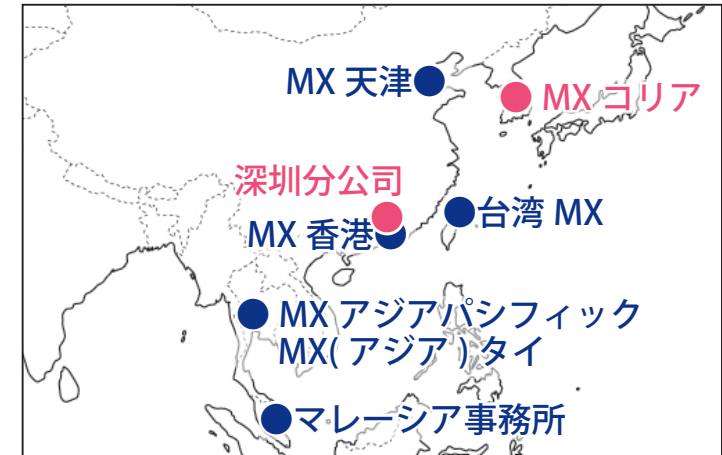 MX 天津
MX コリア
深圳分公司
MX 香港
台湾 MX
MX アジアパシフィック
MX( アジア ) タイ
マレーシア事務所